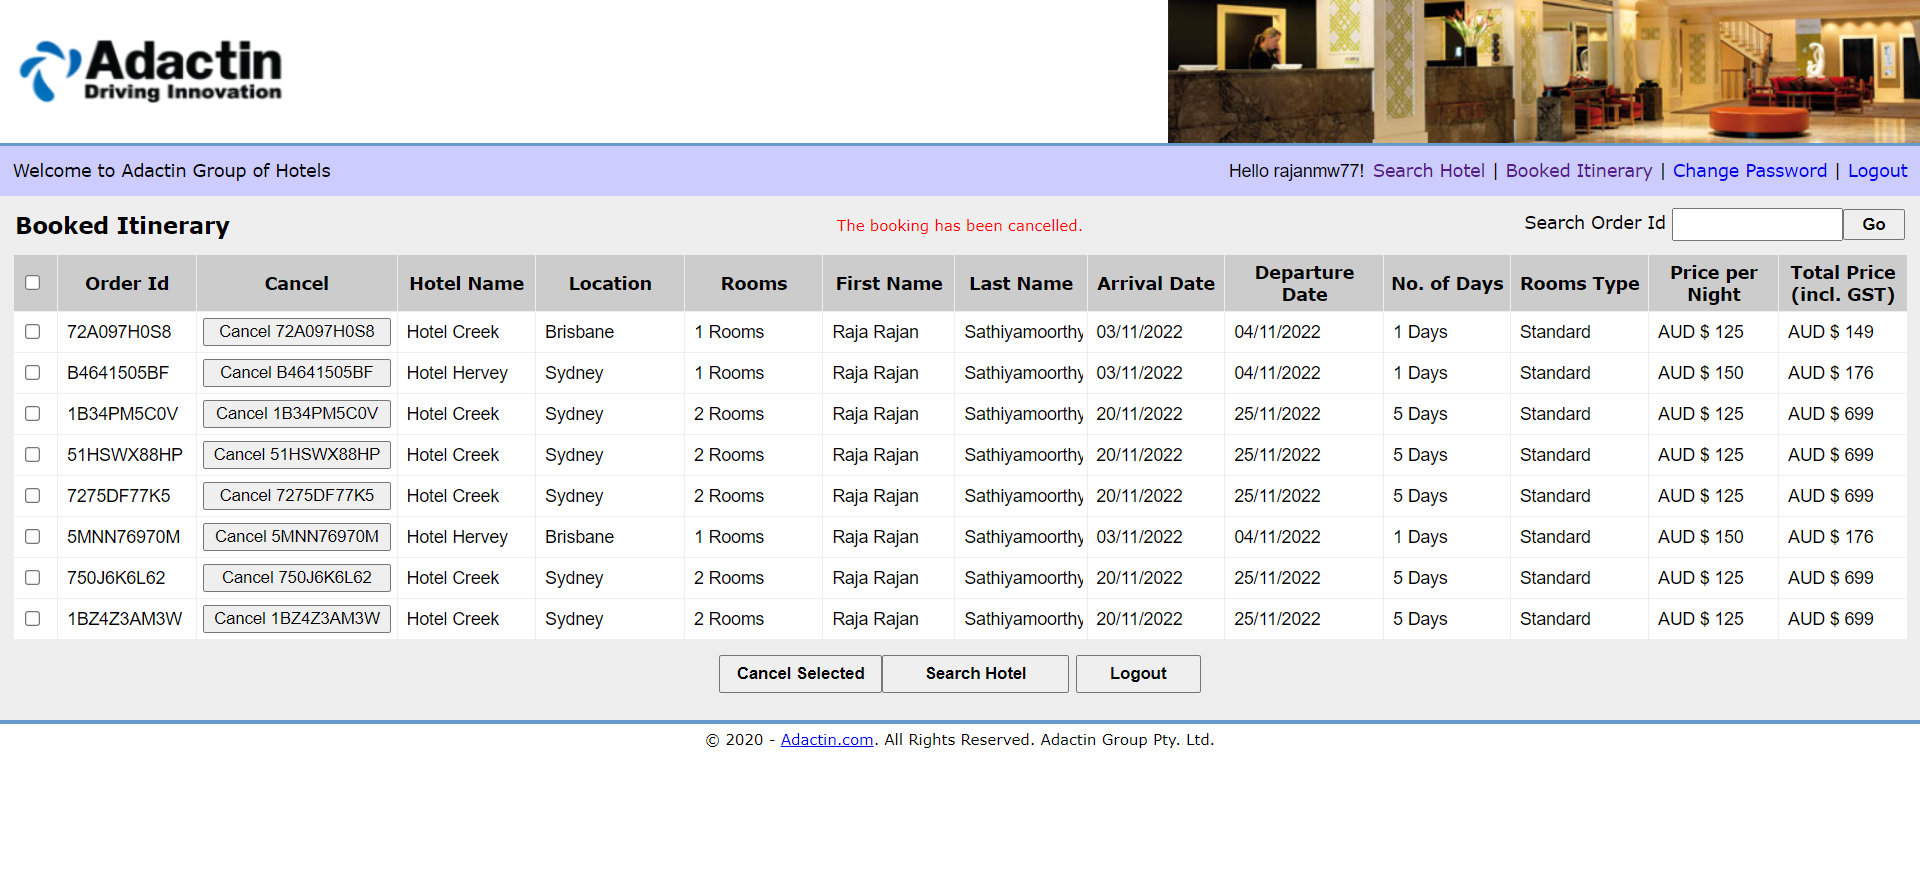 Adactin
Driving Innovation
Welcome to Adactin Group of Hotels
Hello rajanmw77! Search Hotel | Booked Itinerary | Change Password | Logout
Booked Itinerary
The booking has been cancelled.
Search Order Id
Go
Order Id Cancel Hotel Name Location Rooms First Name Last Name Arrival Date Departure Date No. of Days Rooms Type Price per Night Total Price (incl. GST)
72A097H0S8 Cancel 72A097H0S8 Hotel Creek Brisbane 1 Rooms Raja Rajan Sathiyamoorthy 03/11/2022 04/11/2022 1 Days Standard AUD $ 125 AUD $ 149
B4641505BF Cancel B4641505BF Hotel Hervey Sydney 1 Rooms Raja Rajan Sathiyamoorthy 03/11/2022 04/11/2022 1 Days Standard AUD $ 150 AUD $ 176
1B34PM5C0V Cancel 1B34PM5C0V Hotel Creek Sydney 2 Rooms Raja Rajan Sathiyamoorthy 20/11/2022 25/11/2022 5 Days Standard AUD $ 125 AUD $ 699
51HSWX88HP Cancel 51HSWX88HP Hotel Creek Sydney 2 Rooms Raja Rajan Sathiyamoorthy 20/11/2022 25/11/2022 5 Days Standard AUD $ 125 AUD $ 699
7275DF77K5 Cancel 7275DF77K5 Hotel Creek Sydney 2 Rooms Raja Rajan Sathiyamoorthy 20/11/2022 25/11/2022 5 Days Standard AUD $ 125 AUD $ 699
5MNN76970M Cancel 5MNN76970M Hotel Hervey Brisbane 1 Rooms Raja Rajan Sathiyamoorthy 03/11/2022 04/11/2022 1 Days Standard AUD $ 150 AUD $ 176
750J6K6L62 Cancel 750J6K6L62 Hotel Creek Sydney 2 Rooms Raja Rajan Sathiyamoorthy 20/11/2022 25/11/2022 5 Days Standard AUD $ 125 AUD $ 699
1BZ4Z3AM3W Cancel 1BZ4Z3AM3W Hotel Creek Sydney 2 Rooms Raja Rajan Sathiyamoorthy 20/11/2022 25/11/2022 5 Days Standard AUD $ 125 AUD $ 699
Cancel Selected Search Hotel Logout
© 2020 - Adactin.com. All Rights Reserved. Adactin Group Pty. Ltd.